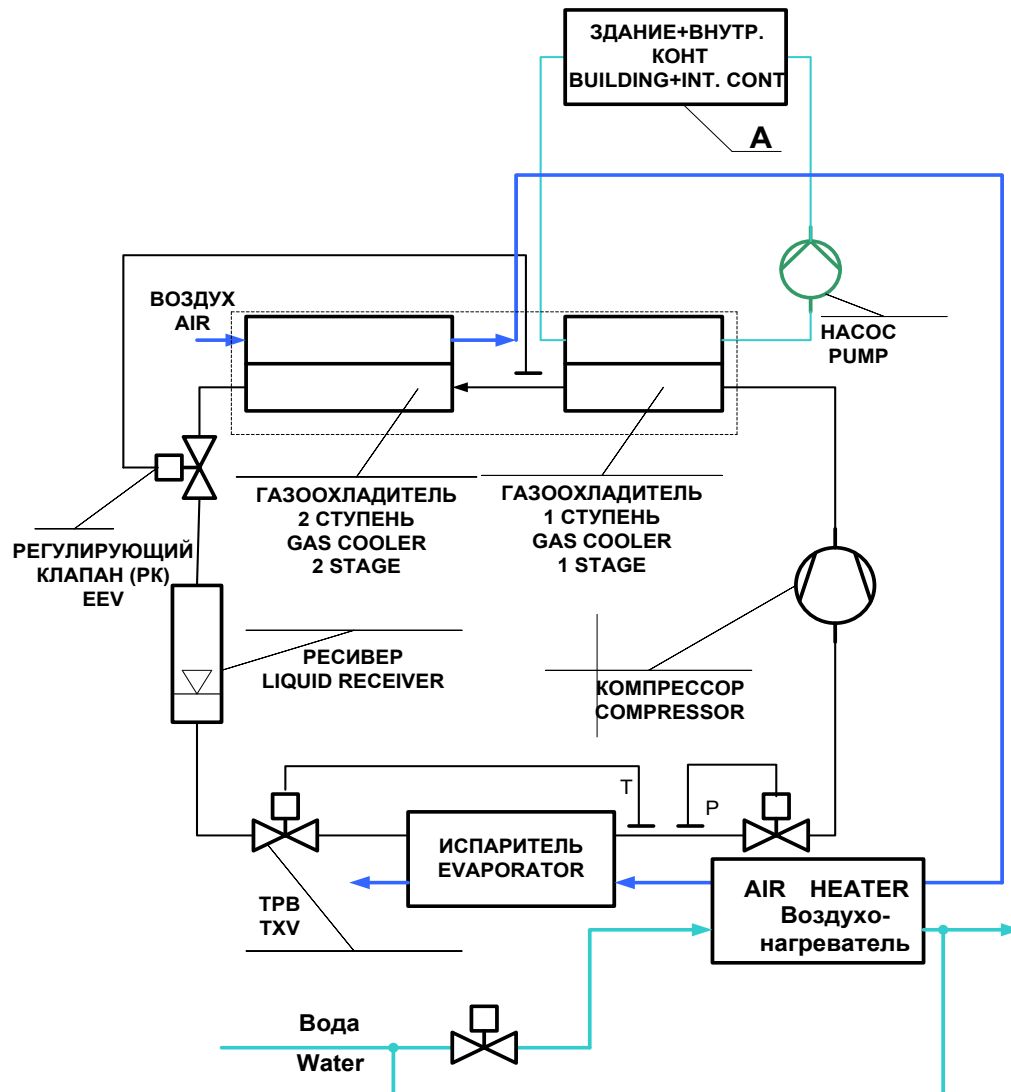 ЗДАНИЕ+ВНУТР.
КОНТ
BUILDING+INT. CONT
A
ВОЗДУХ
AIR
НАСОС
PUMP
ГАЗООХЛАДИТЕЛЬ
2 СТУПЕНЬ
GAS COOLER
2 STAGE
ГАЗООХЛАДИТЕЛЬ
1 СТУПЕНЬ
GAS COOLER
1 STAGE
РЕГУЛИРУЮЩИЙ
КЛАПАН (РК)
EEV
РЕСИВЕР
LIQUID RECEIVER
КОМПРЕССОР
COMPRESSOR
T
P
ИСПАРИТЕЛЬ
EVAPORATOR
ТРВ
TXV
AIR HEATER
Воздухо-
нагреватель
Вода
Water